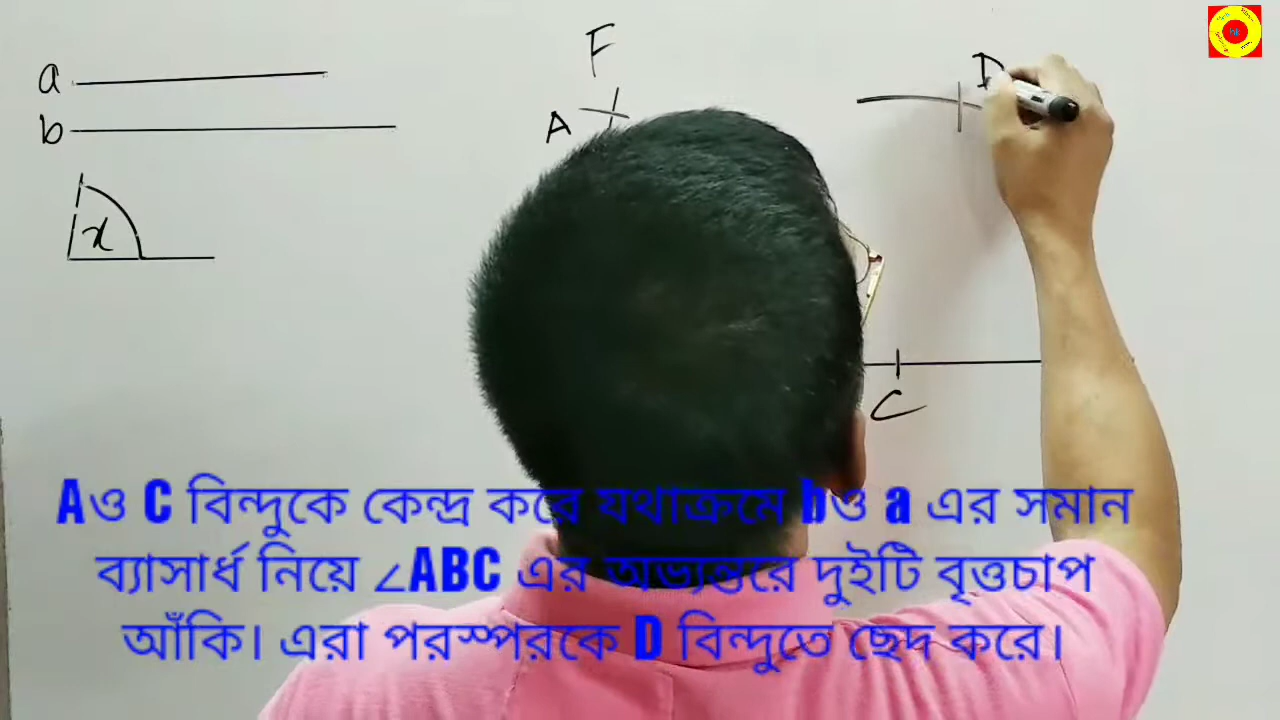 a
b
x
F
A
D
C
Aও C বিন্দুকে কেন্দ্র করে যথাক্রমে bও a এর সমান
ব্যাসার্ধ নিয়ে ∠ABC এর অভ্যন্তরে দুইটি বৃত্তচাপ
আঁকি। এরা পরস্পরকে D বিন্দুতে ছেদ করে।